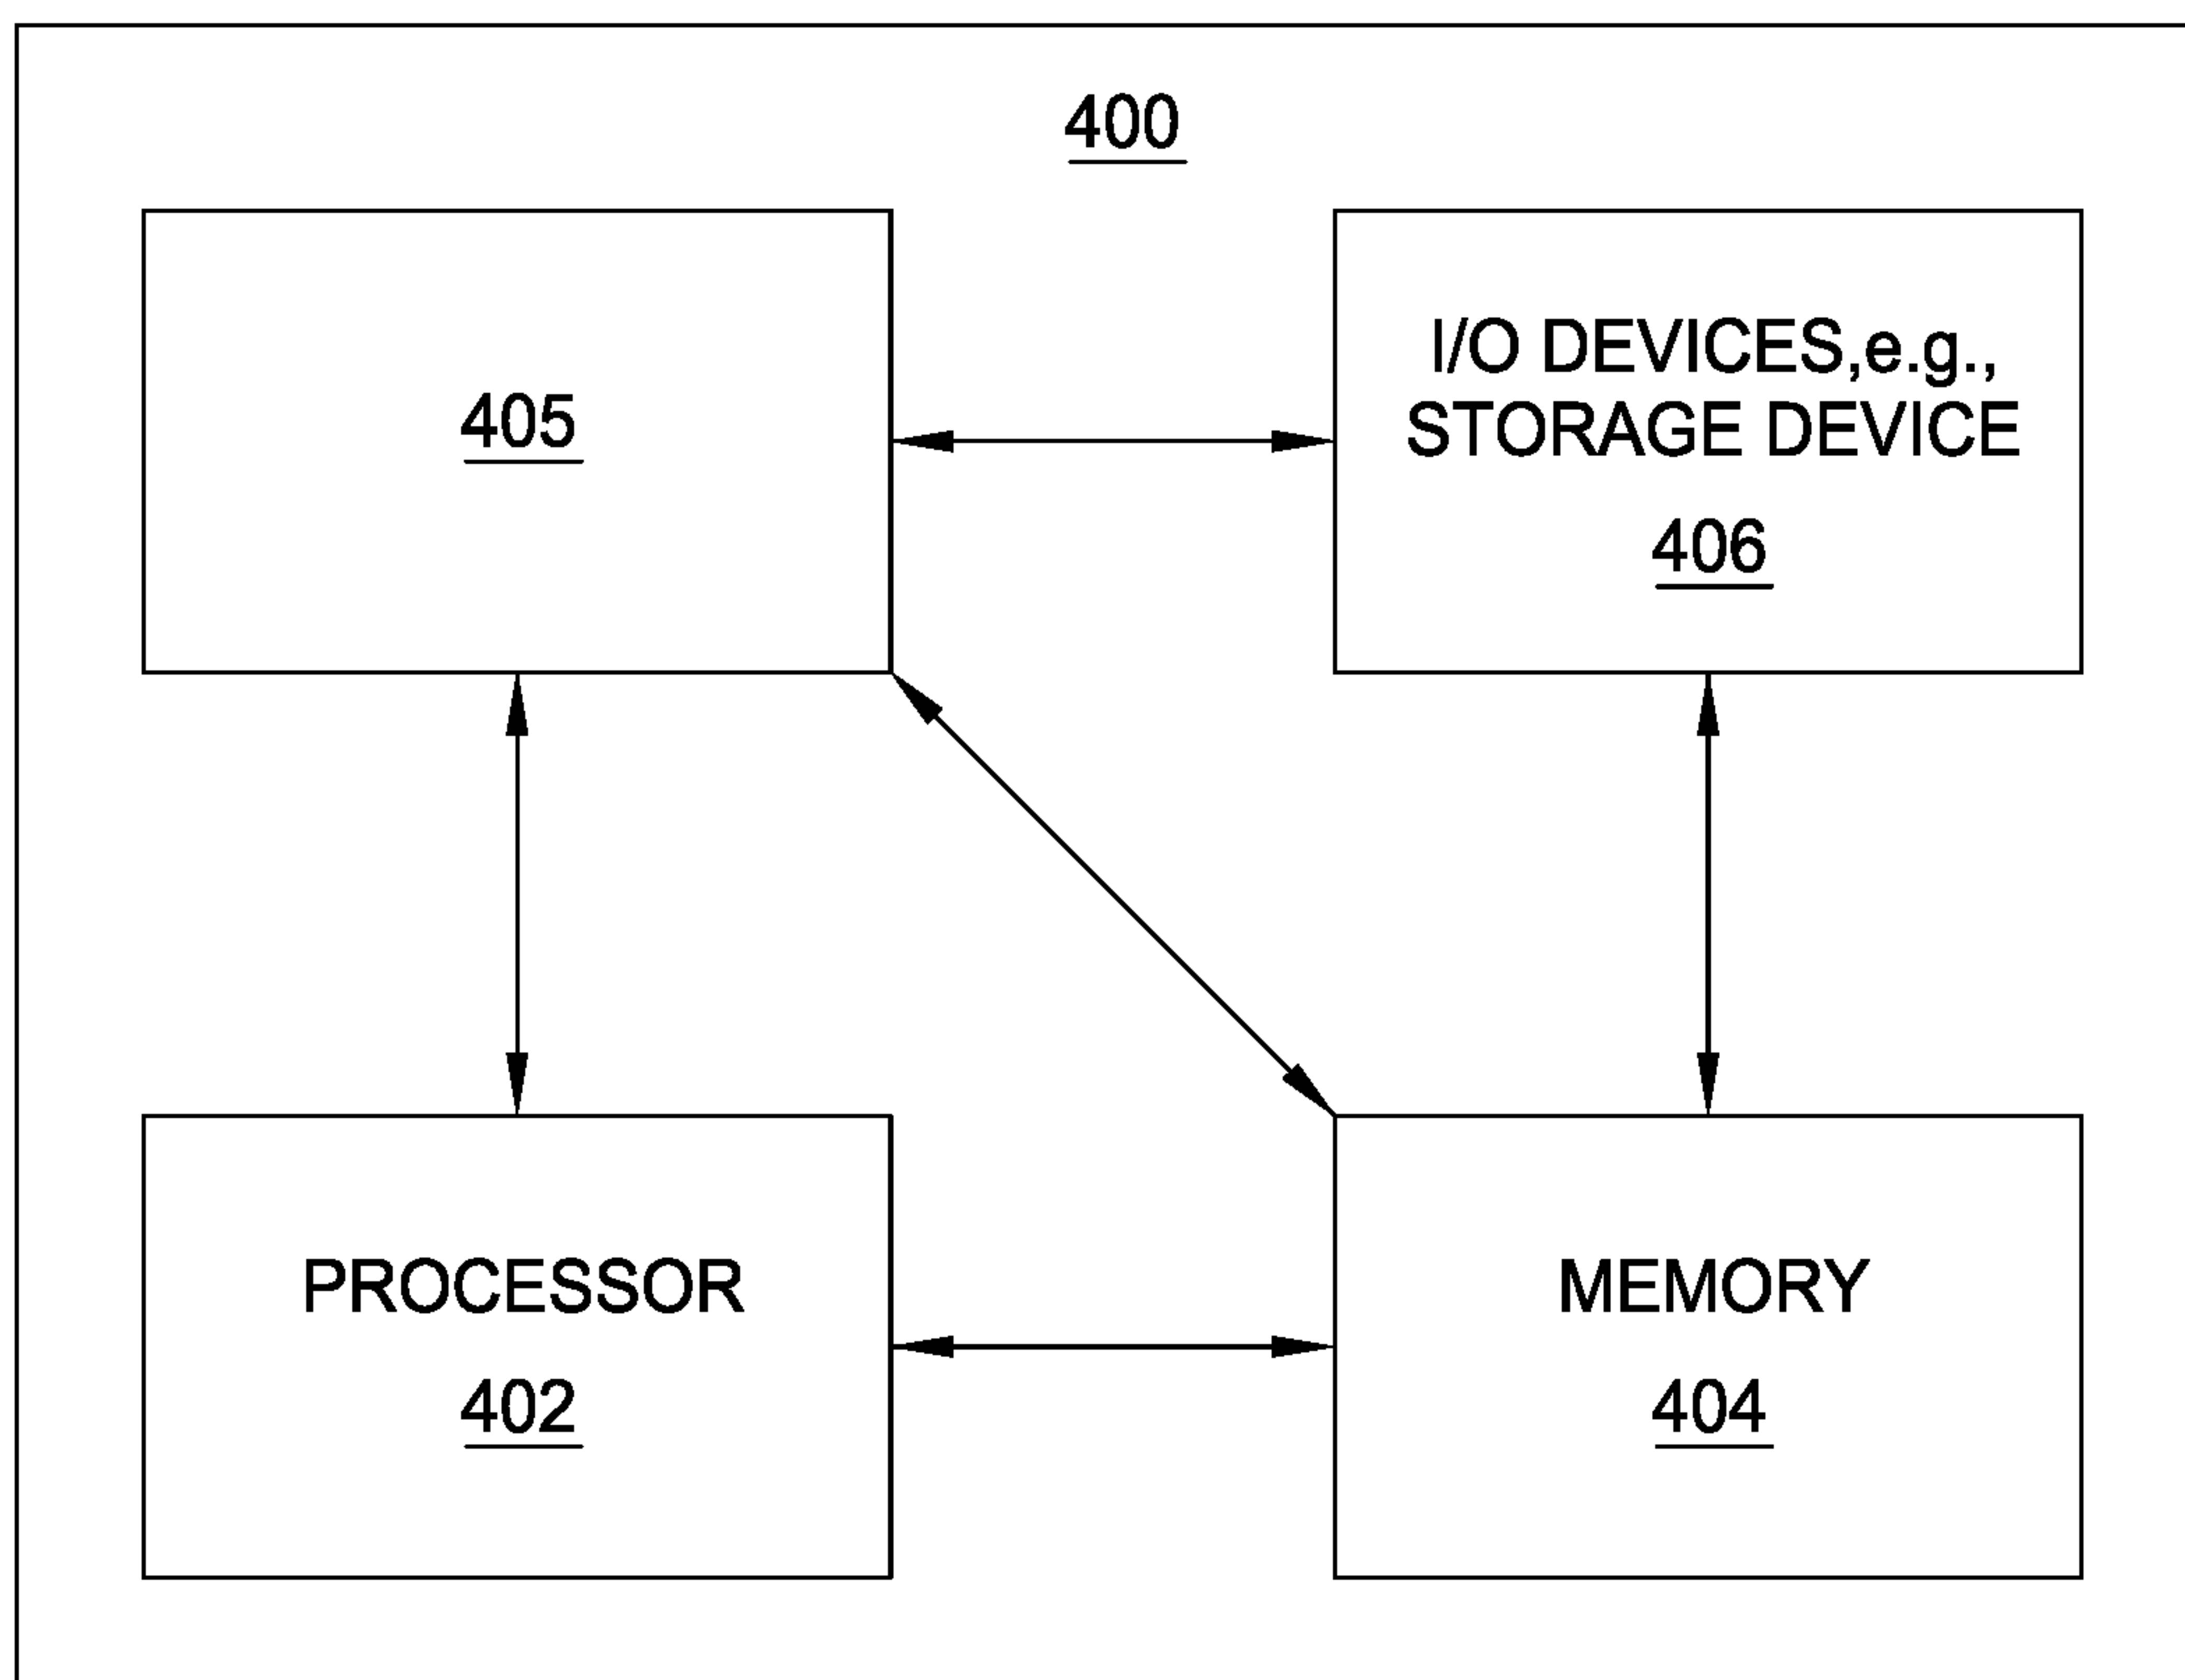 400
405
I/O DEVICES,e.g.,
STORAGE DEVICE
406
PROCESSOR
402
MEMORY
404